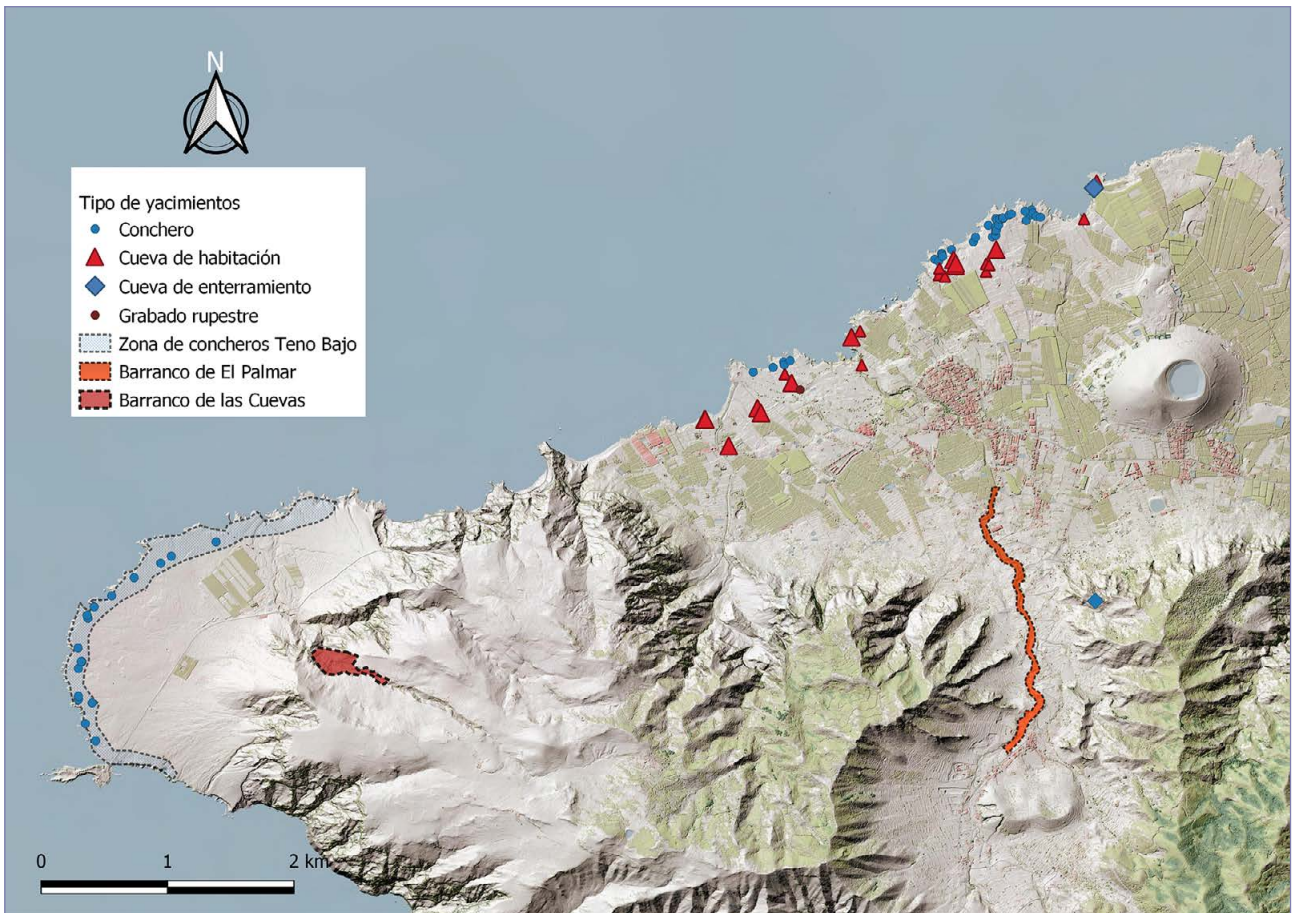 N
Tipo de yacimientos
Conchero
Cueva de habitación
Cueva de enterramiento
Grabado rupestre
Zona de concheros Teno Bajo
Barranco de El Palmar
Barranco de las Cuevas
0 1 2 km